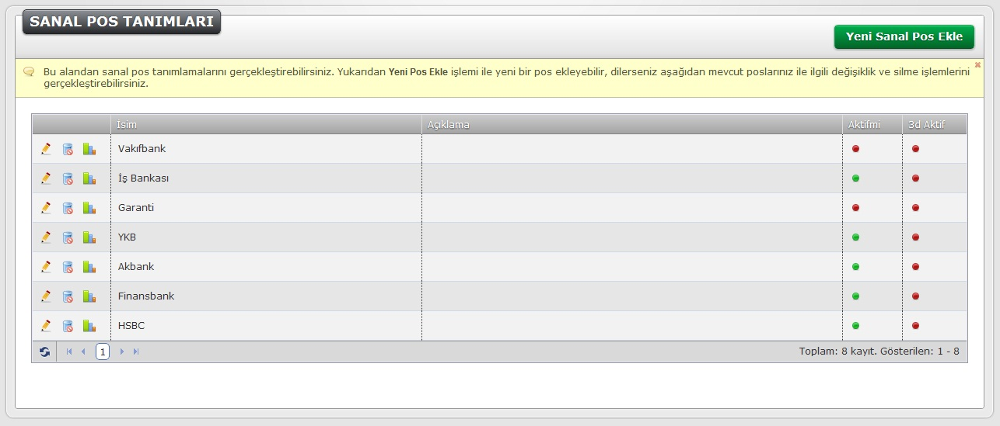 SANAL POS TANIMLARI
Yeni Sanal Pos Ekle
Bu alandan sanal pos tanımlamalarını gerçekleştirebilirsiniz. Yukarıdan Yeni Pos Ekle işlemi ile yeni bir pos ekleyebilir, dilerseniz aşağıdan mevcut poslarınız ile ilgili değişiklik ve silme işlemlerini
gerçekleştirebilirsiniz.
İsim Açıklama Aktifmi 3d Aktif
Vakıfbank
İş Bankası
Garanti
YKB
Akbank
Finansbank
HSBC
1 Toplam: 8 kayıt. Gösterilen: 1 - 8